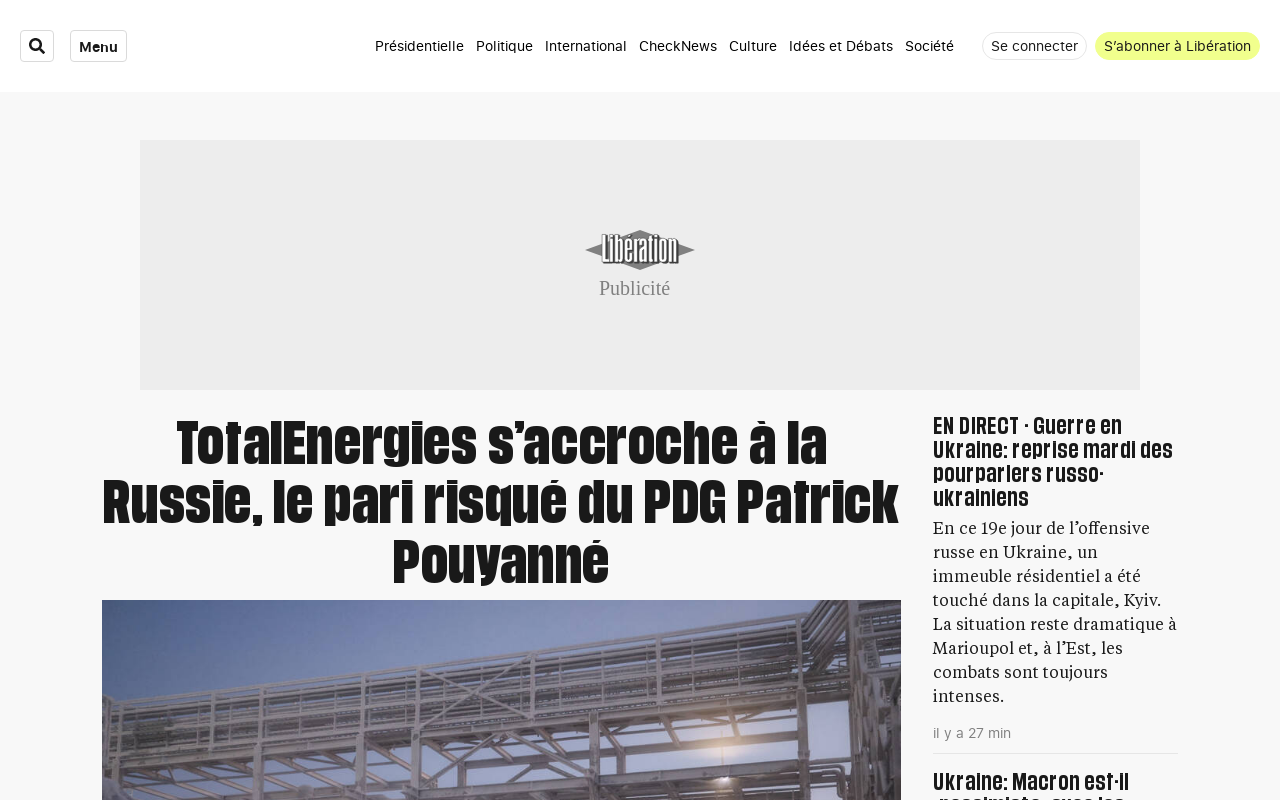 Menu
Présidentielle Politique International CheckNews Culture Idées et Débats Société Se connecter S’abonner à Libération
Libération
Publicité
TotalEnergies s’accroche à la
Russie, le pari risqué du PDG Patrick
Pouyanné
EN DIRECT - Guerre en
Ukraine: reprise mardi des
pourparlers russo-
ukrainiens
En ce 19e jour de l’offensive
russe en Ukraine, un
immeuble résidentiel a été
touché dans la capitale, Kyiv.
La situation reste dramatique à
Marioupol et, à l’Est, les
combats sont toujours
intenses.
il y a 27 min
Ukraine: Macron est-il